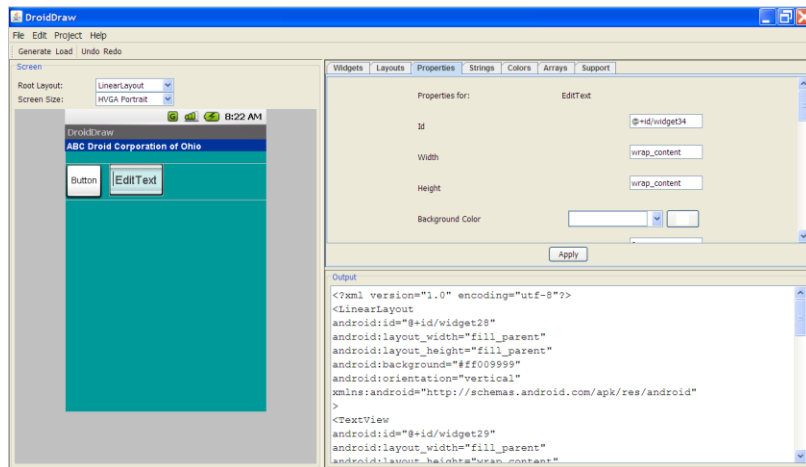 DroidDraw
File Edit Project Help
Generate Load Undo Redo
Screen
Root Layout: LinearLayout
Screen Size: HVGA Portrait
8:22 AM
DroidDraw
ABC Droid Corporation of Ohio
Button EditText
Widgets Layouts Properties Strings Colors Arrays Support
Properties for: EditText
Id @+id/widget34
Width wrap_content
Height wrap_content
Background Color
Apply
Output
<?xml version="1.0" encoding="utf-8"?>
<LinearLayout
android:id="@+id/widget28"
android:layout_width="fill_parent"
android:layout_height="fill_parent"
android:background="#ff009999"
android:orientation="vertical"
xmlns:android="http://schemas.android.com/apk/res/android"
>
<TextView
android:id="@+id/widget29"
android:layout_width="fill_parent"
android:layout_height="wrap_content"